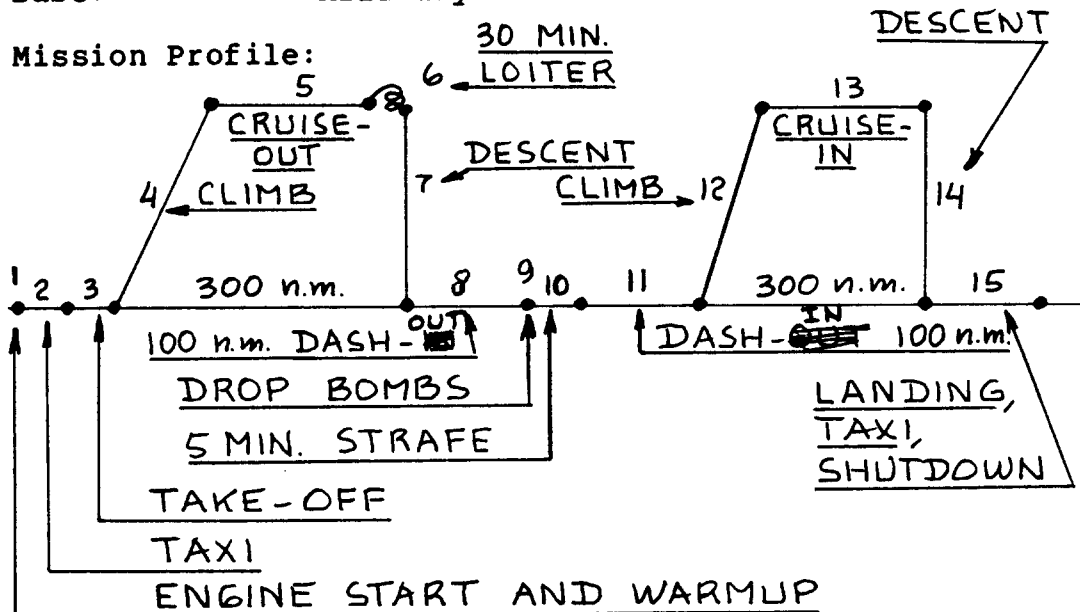 Mission Profile:
30 MIN.
LOITER
DESCENT
5
6
13
CRUISE-
OUT
CRUISE-
IN
4
CLIMB
7
DESCENT
CLIMB
12
14
1
2
3
300 n.m.
8
9
10
11
300 n.m.
15
100 n.m. DASH-OUT
DASH-IN 100 n.m.
DROP BOMBS
5 MIN. STRAFE
LANDING,
TAXI,
SHUTDOWN
TAKE-OFF
TAXI
ENGINE START AND WARMUP